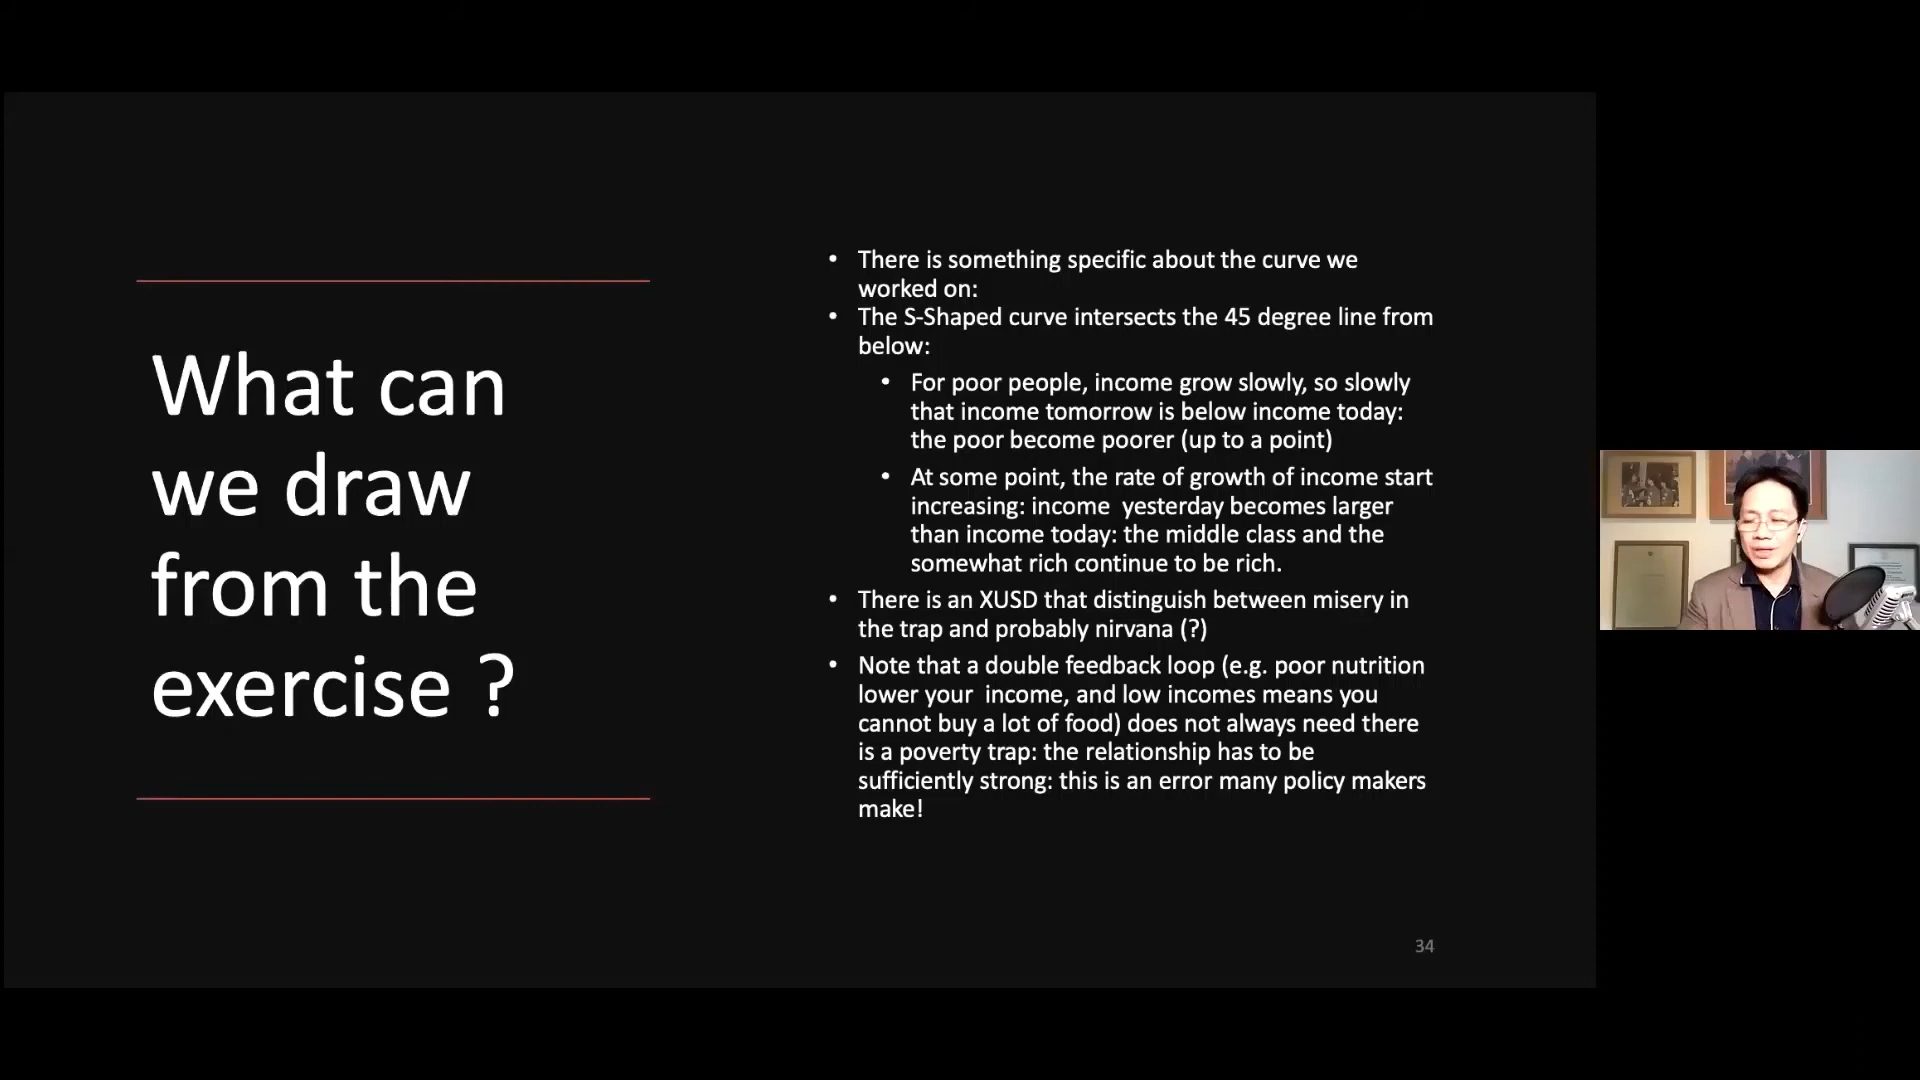 What can
we draw
from the
exercise ?
• There is something specific about the curve we
worked on:
• The S-Shaped curve intersects the 45 degree line from
below:
• For poor people, income grow slowly, so slowly
that income tomorrow is below income today:
the poor become poorer (up to a point)
• At some point, the rate of growth of income start
increasing: income  yesterday becomes larger
than income today: the middle class and the
somewhat rich continue to be rich.
• There is an XUSD that distinguish between misery in
the trap and probably nirvana (?)
• Note that a double feedback loop (e.g. poor nutrition
lower your  income, and low incomes means you
cannot buy a lot of food) does not always need there
is a poverty trap: the relationship has to be
sufficiently strong: this is an error many policy makers
make!
34